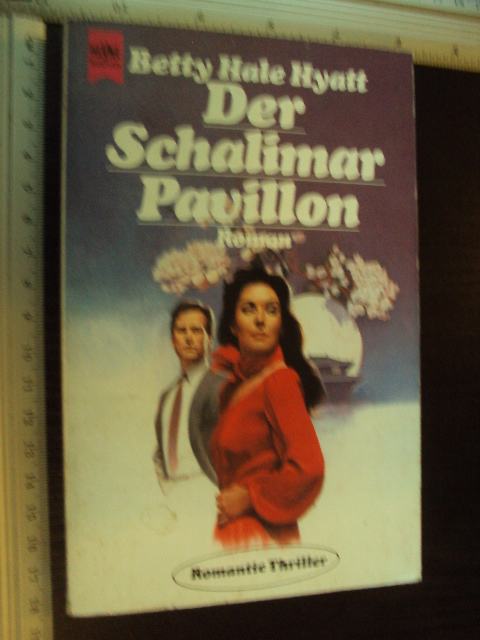 Betty Hale Hyatt
Der
Schalimar
Pavillon
Roman
Romantic Thriller